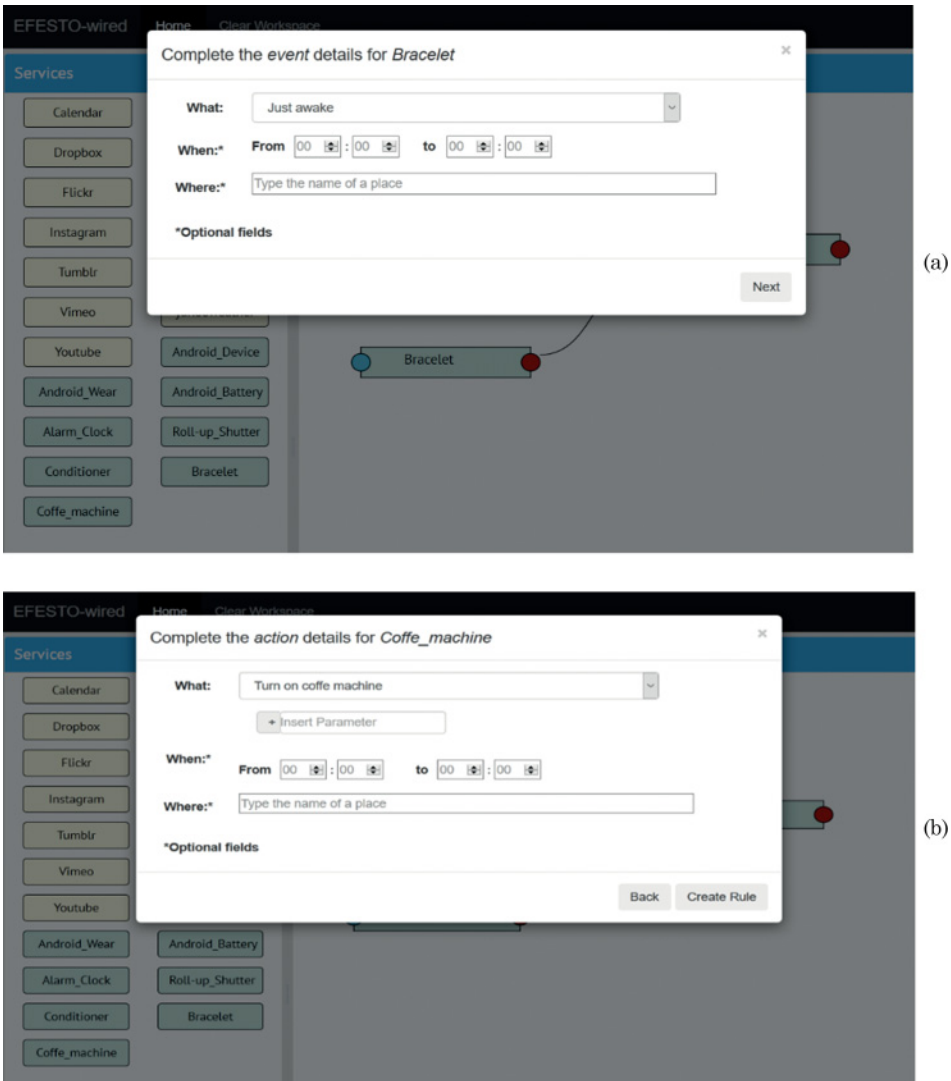 EFESTO-wired Home Clear Workspace
Complete the event details for Bracelet ×
Services
What: Just awake
Calendar
When:* From 00 : 00 to 00 : 00
Dropbox
Where:* Type the name of a place
Flickr
*Optional fields
Instagram
Tumblr
(a)
Next
Vimeo
Youtube Android_Device Bracelet
Android_Wear Android_Battery
Alarm_Clock Roll-up_Shutter
Conditioner Bracelet
Coffe_machine
EFESTO-wired Home Clear Workspace
Complete the action details for Coffe_machine ×
Services
What: Turn on coffe machine
Calendar
+ Insert Parameter
Dropbox
When:*
Flickr
From 00 : 00 to 00 : 00
Instagram
Where:* Type the name of a place
Tumblr
(b)
*Optional fields
Vimeo
Back Create Rule
Youtube
Android_Wear Android_Battery
Alarm_Clock Roll-up_Shutter
Conditioner Bracelet
Coffe_machine